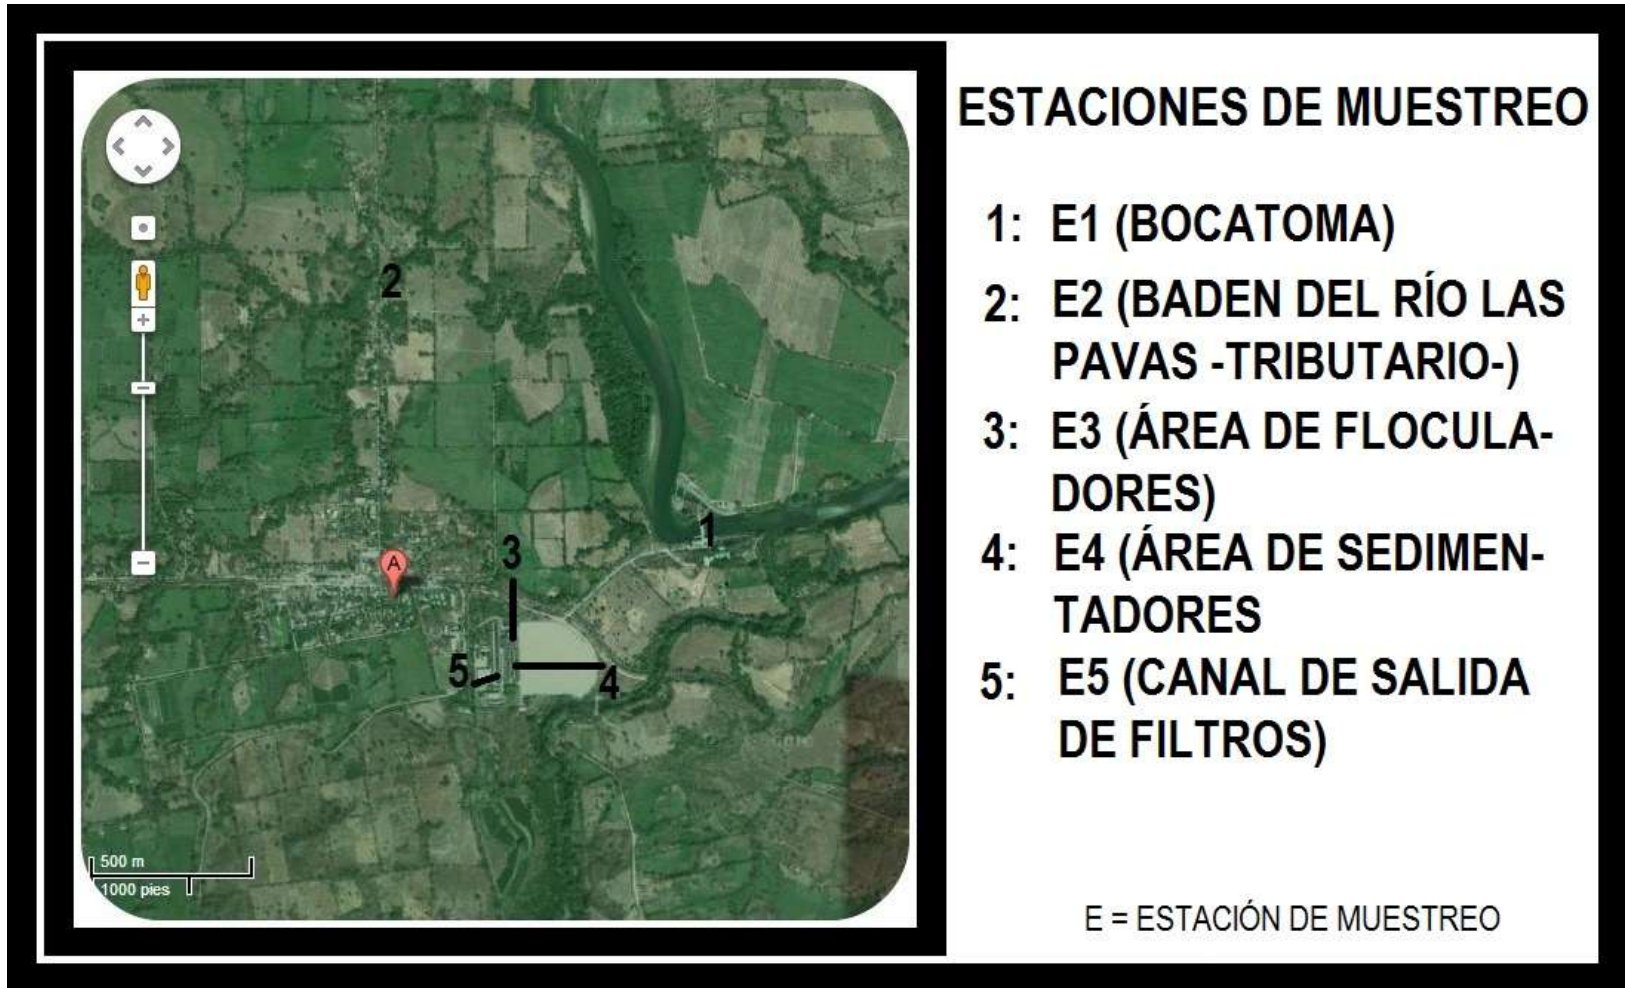 ESTACIONES DE MUESTREO
1: E1 (BOCATOMA)
2: E2 (BADEN DEL RÍO LAS
PAVAS -TRIBUTARIO-)
3: E3 (ÁREA DE FLOCULA-
DORES)
4: E4 (ÁREA DE SEDIMEN-
TADORES
5: E5 (CANAL DE SALIDA
DE FILTROS)
E = ESTACIÓN DE MUESTREO
2
1
3
A
5
4
500 m
1000 pies